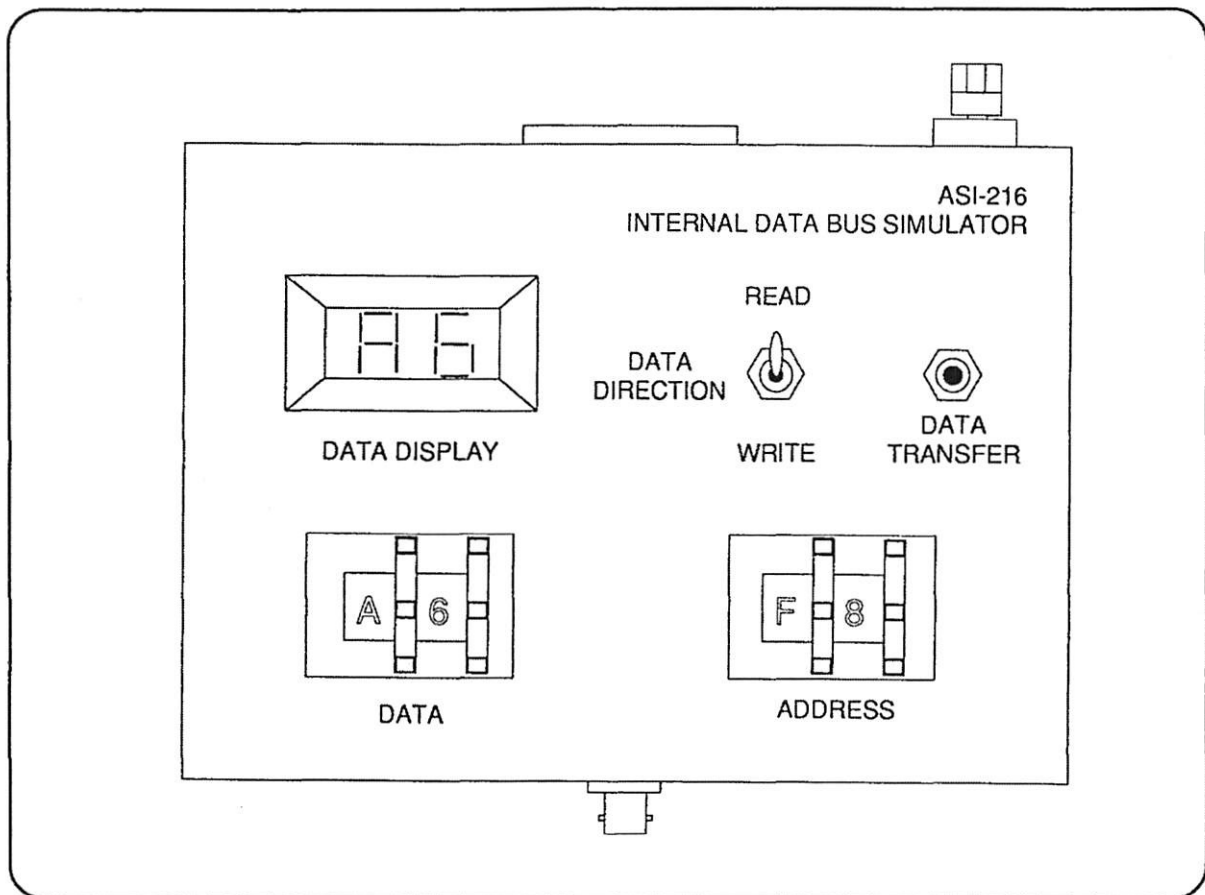 ASI-216
INTERNAL DATA BUS SIMULATOR
READ
A6
DATA
DIRECTION
DATA DISPLAY
WRITE
DATA
TRANSFER
A 6
F 8
DATA
ADDRESS